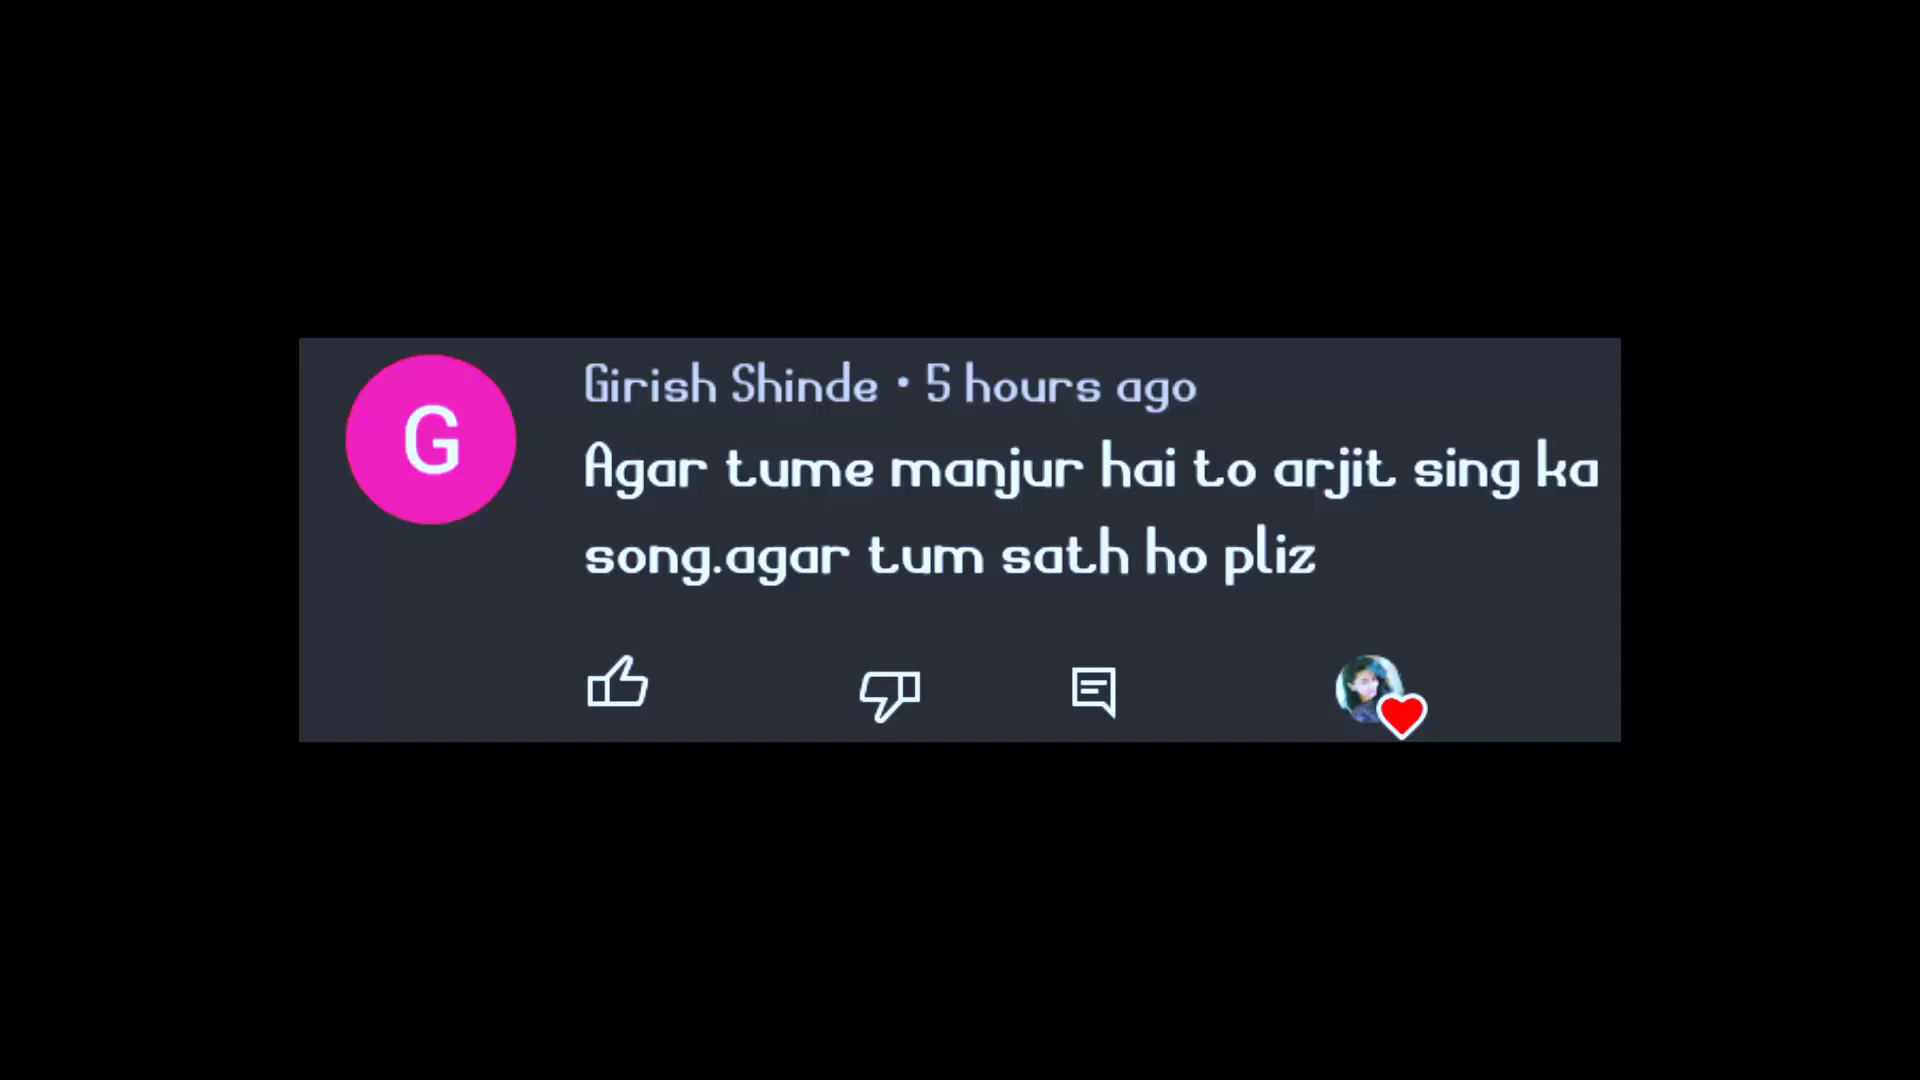 G
Girish Shinde • 5 hours ago
Agar tume manjur hai to arjit sing ka
song.agar tum sath ho pliz